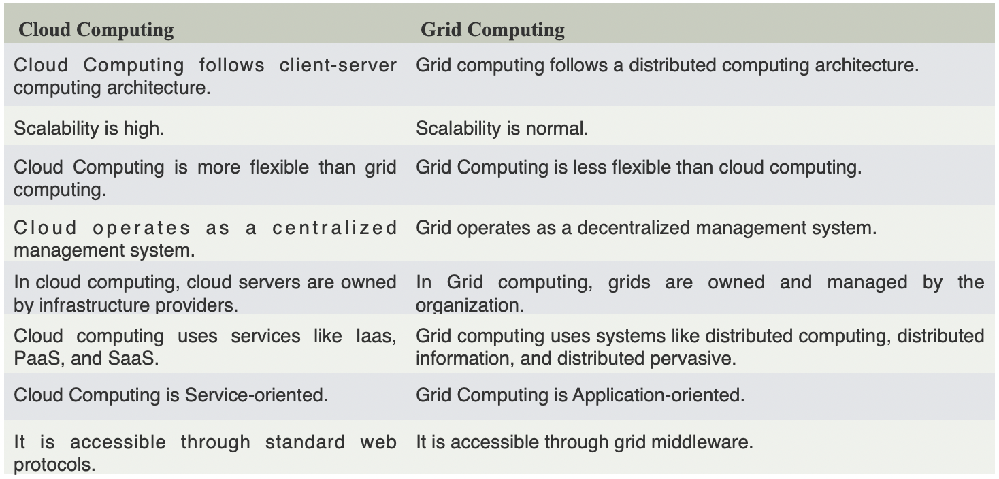 Cloud Computing
Grid Computing
Cloud Computing follows client-server
computing architecture.
Grid computing follows a distributed computing architecture.
Scalability is high.
Scalability is normal.
Cloud Computing is more flexible than grid
computing.
Grid Computing is less flexible than cloud computing.
Cloud operates as a centralized
management system.
Grid operates as a decentralized management system.
In cloud computing, cloud servers are owned
by infrastructure providers.
In Grid computing, grids are owned and managed by the
organization.
Cloud computing uses services like Iaas,
PaaS, and SaaS.
Grid computing uses systems like distributed computing, distributed
information, and distributed pervasive.
Cloud Computing is Service-oriented.
Grid Computing is Application-oriented.
It is accessible through standard web
protocols.
It is accessible through grid middleware.